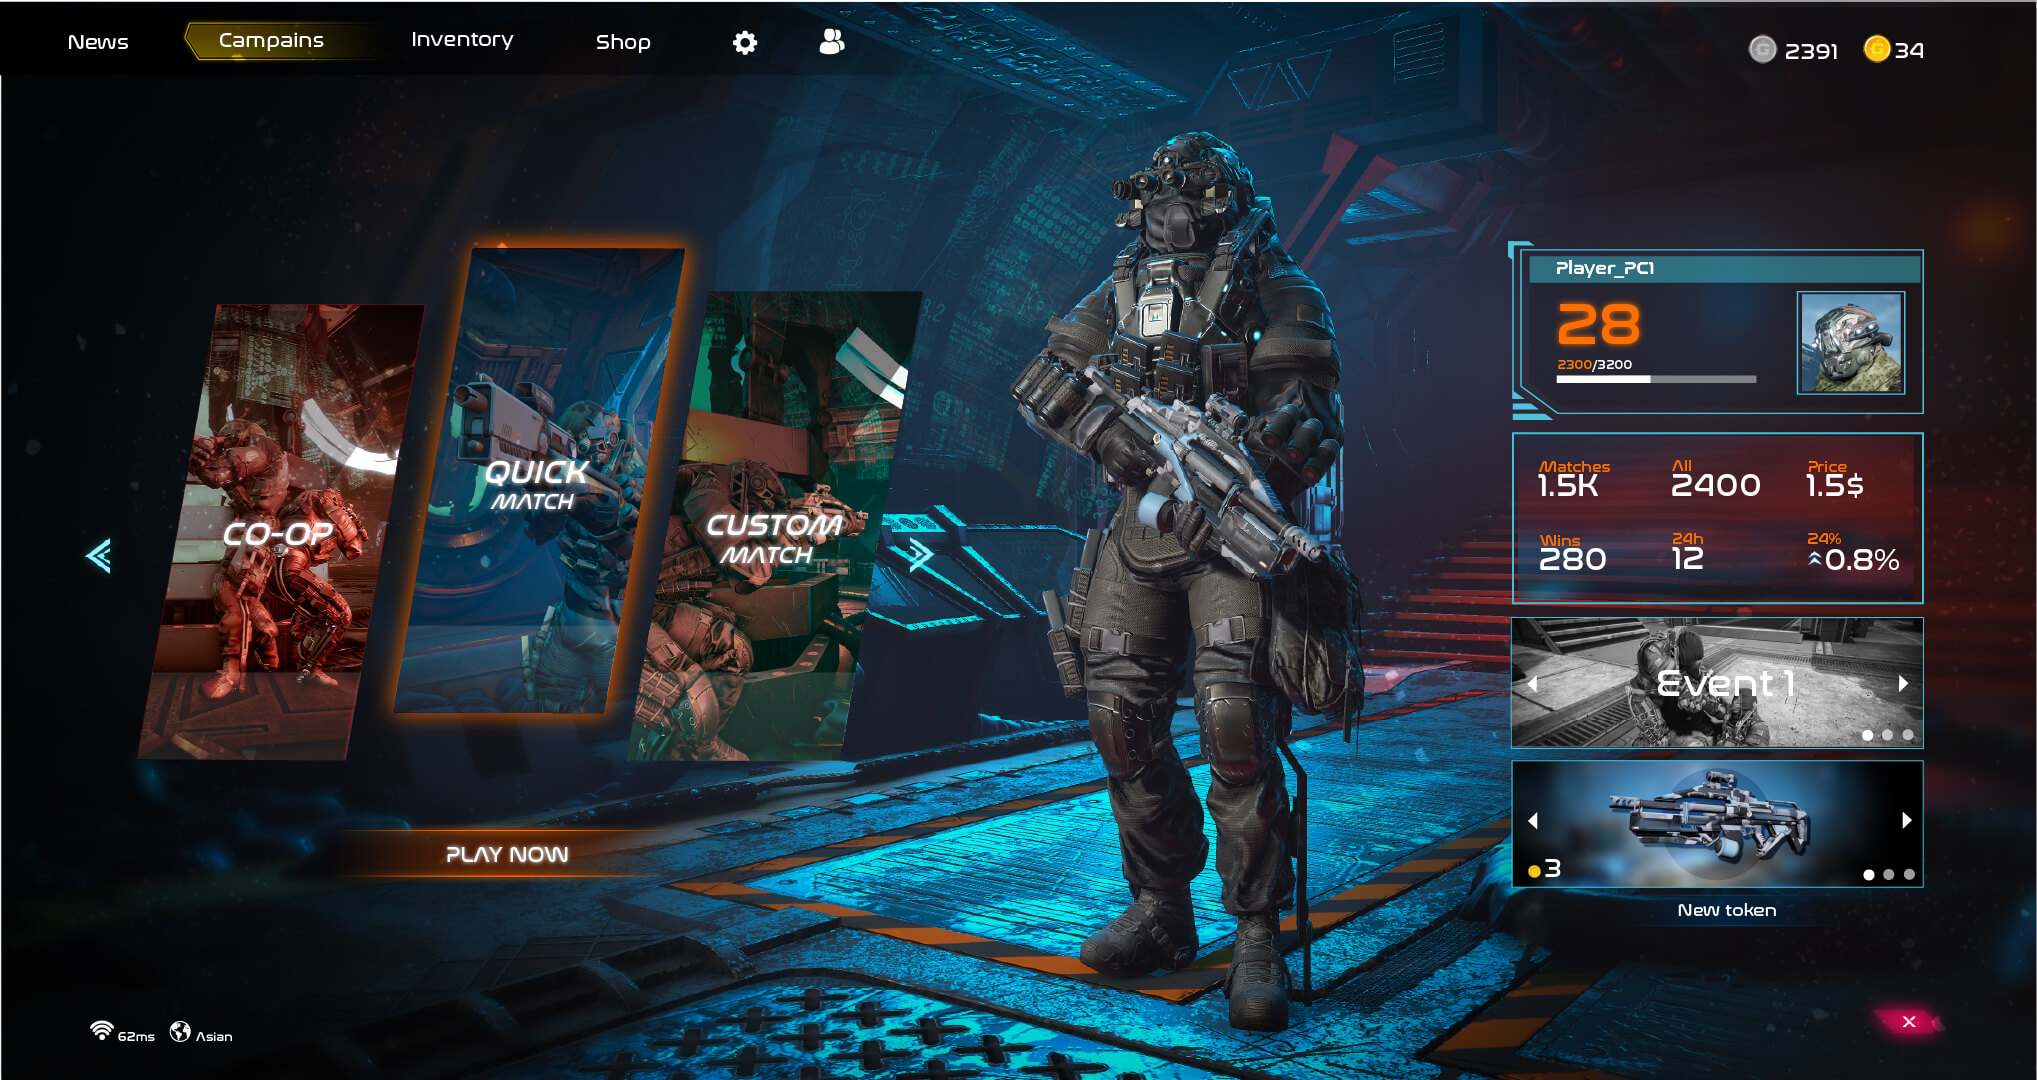 News
Campains
Inventory
Shop
2391
34
CO-OP
QUICK
MATCH
CUSTOM
MATCH
PLAY NOW
62ms
Asian
Player_PC1
28
2300/3200
Matches
1.5K
All
2400
Price
1.5$
Wins
280
24h
12
24%
0.8%
Event 1
3
New token
X